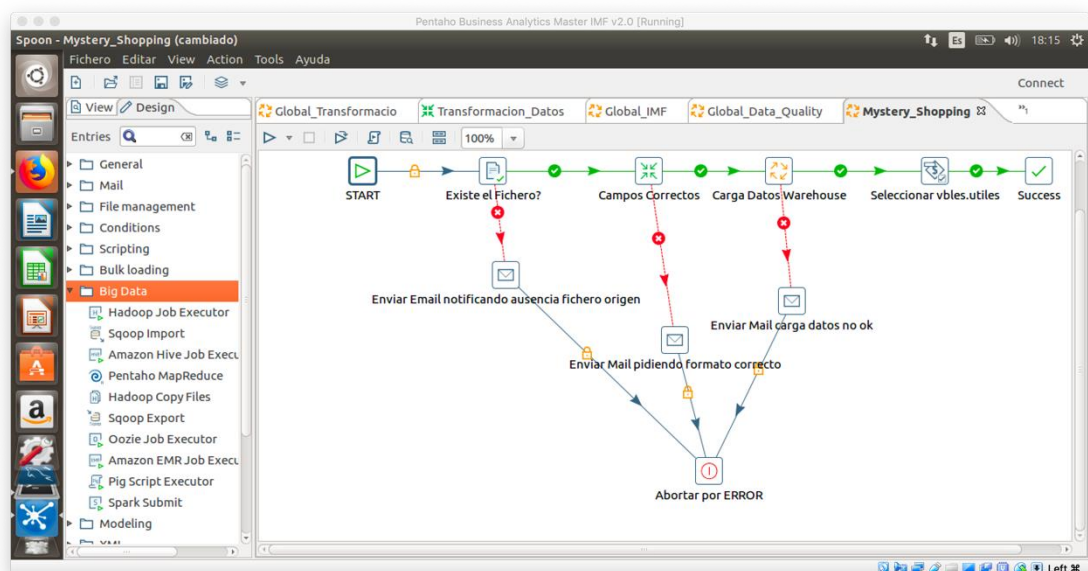 Pentaho Business Analytics Master IMF v2.0 [Running]
Spoon - Mystery_Shopping (cambiado)
Es
18:15
Fichero Editar View Action Tools Ayuda
Connect
View Design
Global_Transformacio
Transformacion_Datos
Global_IMF
Global_Data_Quality
Mystery_Shopping
Entries
100%
General
Mail
File management
Conditions
Scripting
Bulk loading
Big Data
Hadoop Job Executor
Sqoop Import
Amazon Hive Job Execu
Pentaho MapReduce
Hadoop Copy Files
Sqoop Export
Oozie Job Executor
Amazon EMR Job Execu
Pig Script Executor
Spark Submit
Modeling
START
Existe el Fichero?
Campos Correctos
Carga Datos Warehouse
Seleccionar vbles.utiles
Success
Enviar Email notificando ausencia fichero origen
Enviar Mail carga datos no ok
Enviar Mail pidiendo formato correcto
Abortar por ERROR
Left ⌘